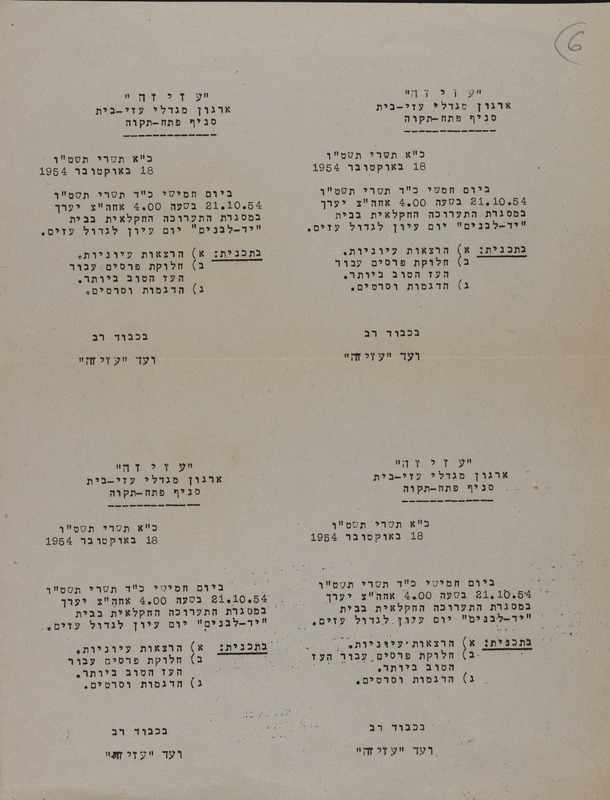 6
"ע ז י ז ה"
ארגון מגדלי עזי-בית
סניף פתח-תקוה
כ"א תשרי תשט"ו
18 באוקטובר 1954
ביום חמשי כ"ד תשרי תשט"ו
21.10.54 בשעה 4.00 אחה"צ יערך
במסגרת התערוכה החקלאית בבית
"יד-לבנים" יום עיון לגדול עזים.
בתכנית: א) הרצאות עיוניות.
ב) חלוקת פרסים עבור
העז הטוב ביותר.
ג) הדגמות וסרטים.
בכבוד רב
ועד "עזיזה"
"ע ז י ז ה"
ארגון מגדלי עזי-בית
סניף פתח-תקוה
כ"א תשרי תשט"ו
18 באוקטובר 1954
ביום חמישי כ"ד תשרי תשט"ו
21.10.54 בשעה 4.00 אחה"צ יערך
במסגרת התערוכה החקלאית בבית
"יד-לבנים" יום עיון לגדול עזים.
בתכנית: א) הרצאות עיוניות.
ב) חלוקת פרסים עבור
העז הטוב ביותר.
ג) הדגמות וסרטים.
בכבוד רב
ועד "עזיזה"
"ע ז י ז ה"
ארגון מגדלי עזי-בית
סניף פתח-תקוה
כ"א תשרי תשט"ו
18 באוקטובר 1954
ביום חמישי כ"ד תשרי תשט"ו
21.10.54 בשעה 4.00 אחה"צ יערך
במסגרת התערוכה החקלאית בבית
"יד-לבנים" יום עיון לגדול עזים.
בתכנית: א) הרצאות עיוניות.
ב) חלוקת פרסים עבור העז
הטוב ביותר.
ג) הדגמות וסרטים.
בכבוד רב
ועד "עזיזה"
"ע ז י ז ה"
ארגון מגדלי עזי-בית
סניף פתח-תקוה
כ"א תשרי תשט"ו
18 באוקטובר 1954
ביום חמישי כ"ד תשרי תשט"ו
21.10.54 בשעה 4.00 אחה"צ יערך
במסגרת התערוכה החקלאית בבית
"יד-לבנים" יום עיון לגדול עזים.
בתכנית: א) הרצאות עיוניות.
ב) חלוקת פרסים עבור
העז הטוב ביותר.
ג) הדגמות וסרטים.
בכבוד רב
ועד "עזיזה"